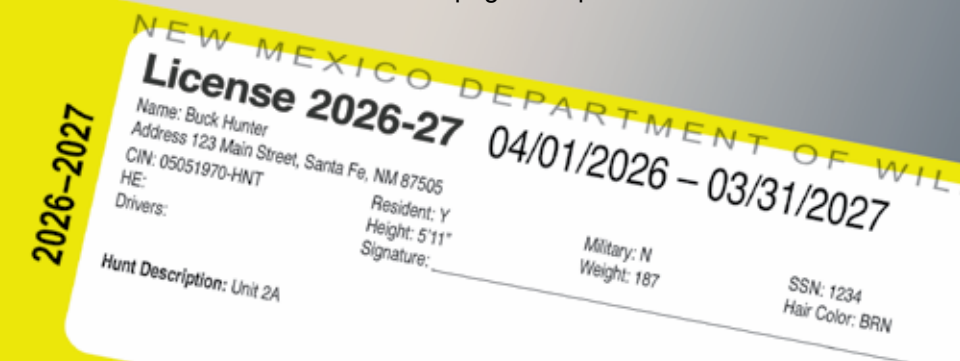 NEW MEXICO DEPARTMENT OF WIL
License 2026-27 04/01/2026 – 03/31/2027
Name: Buck Hunter
Address 123 Main Street, Santa Fe, NM 87505
CIN: 05051970-HNT
HE:
Drivers:
Resident: Y
Height: 5'11"
Signature:
Military: N
Weight: 187
SSN: 1234
Hair Color: BRN
Hunt Description: Unit 2A
2026–2027